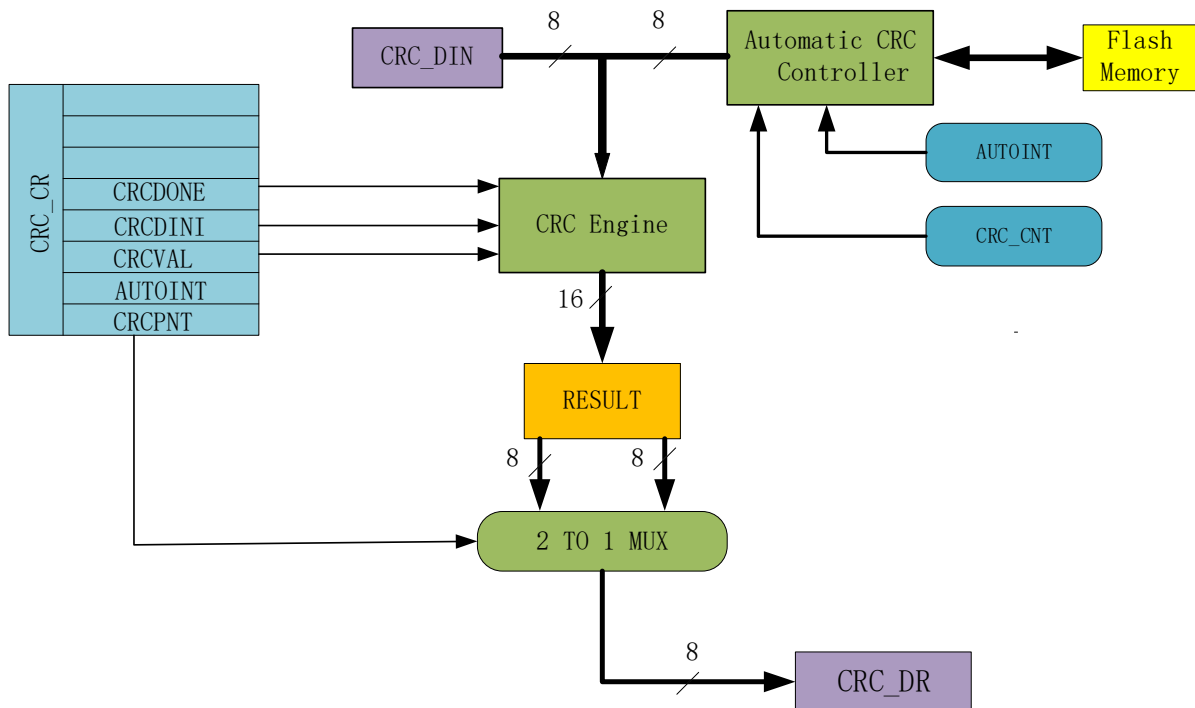 8
8
CRC_DIN
Automatic CRC
Controller
Flash
Memory
AUTOINT
CRC_CR
CRCDONE
CRCDINI
CRCVAL
AUTOINT
CRCPNT
CRC Engine
CRC_CNT
16
RESULT
8
8
2 TO 1 MUX
8
CRC_DR